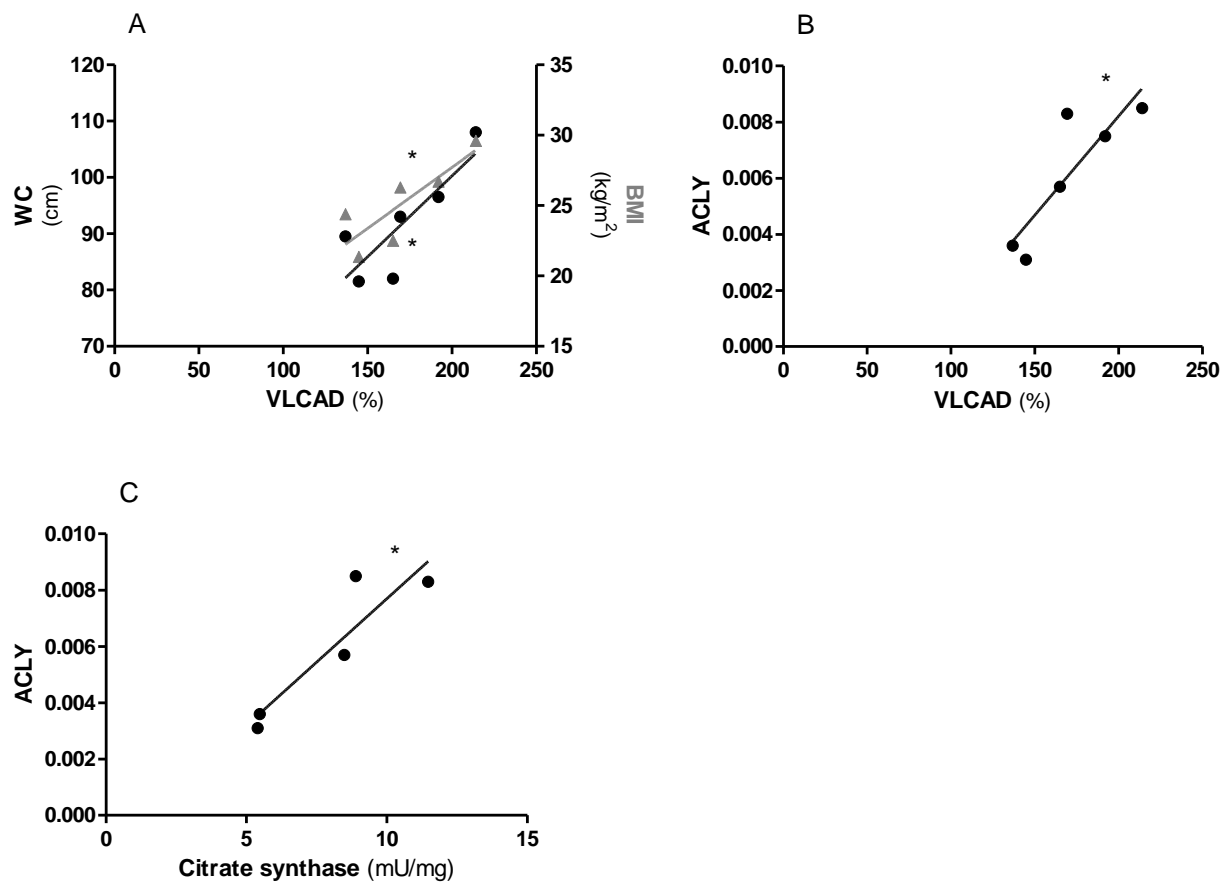 A
120
110
100
90
80
70
WC
(cm)
*
*
35
30
25
20
15
BMI
(kg/m²)
0 50 100 150 200 250
VLCAD (%)
B
0.010
0.008
0.006
0.004
0.002
0.000
ACLY
*
0 50 100 150 200 250
VLCAD (%)
C
0.010
0.008
0.006
0.004
0.002
0.000
ACLY
*
0 5 10 15
Citrate synthase (mU/mg)